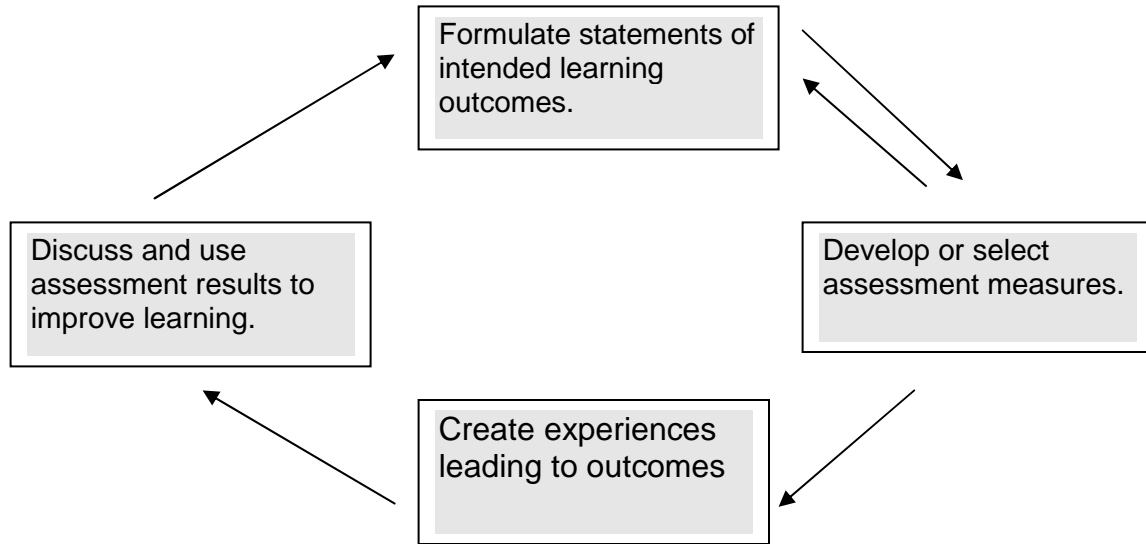 Formulate statements of
intended learning
outcomes.
Discuss and use
assessment results to
improve learning.
Develop or select
assessment measures.
Create experiences
leading to outcomes